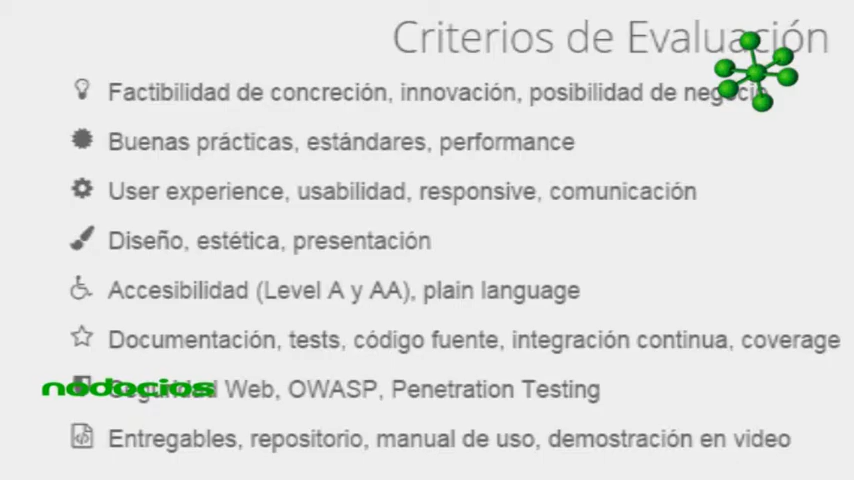 Criterios de Evaluación
Factibilidad de concreción, innovación, posibilidad de negocio
Buenas prácticas, estándares, performance
User experience, usabilidad, responsive, comunicación
Diseño, estética, presentación
Accesibilidad (Level A y AA), plain language
Documentación, tests, código fuente, integración continua, coverage
nodocios
Seguridad Web, OWASP, Penetration Testing
Entregables, repositorio, manual de uso, demostración en video